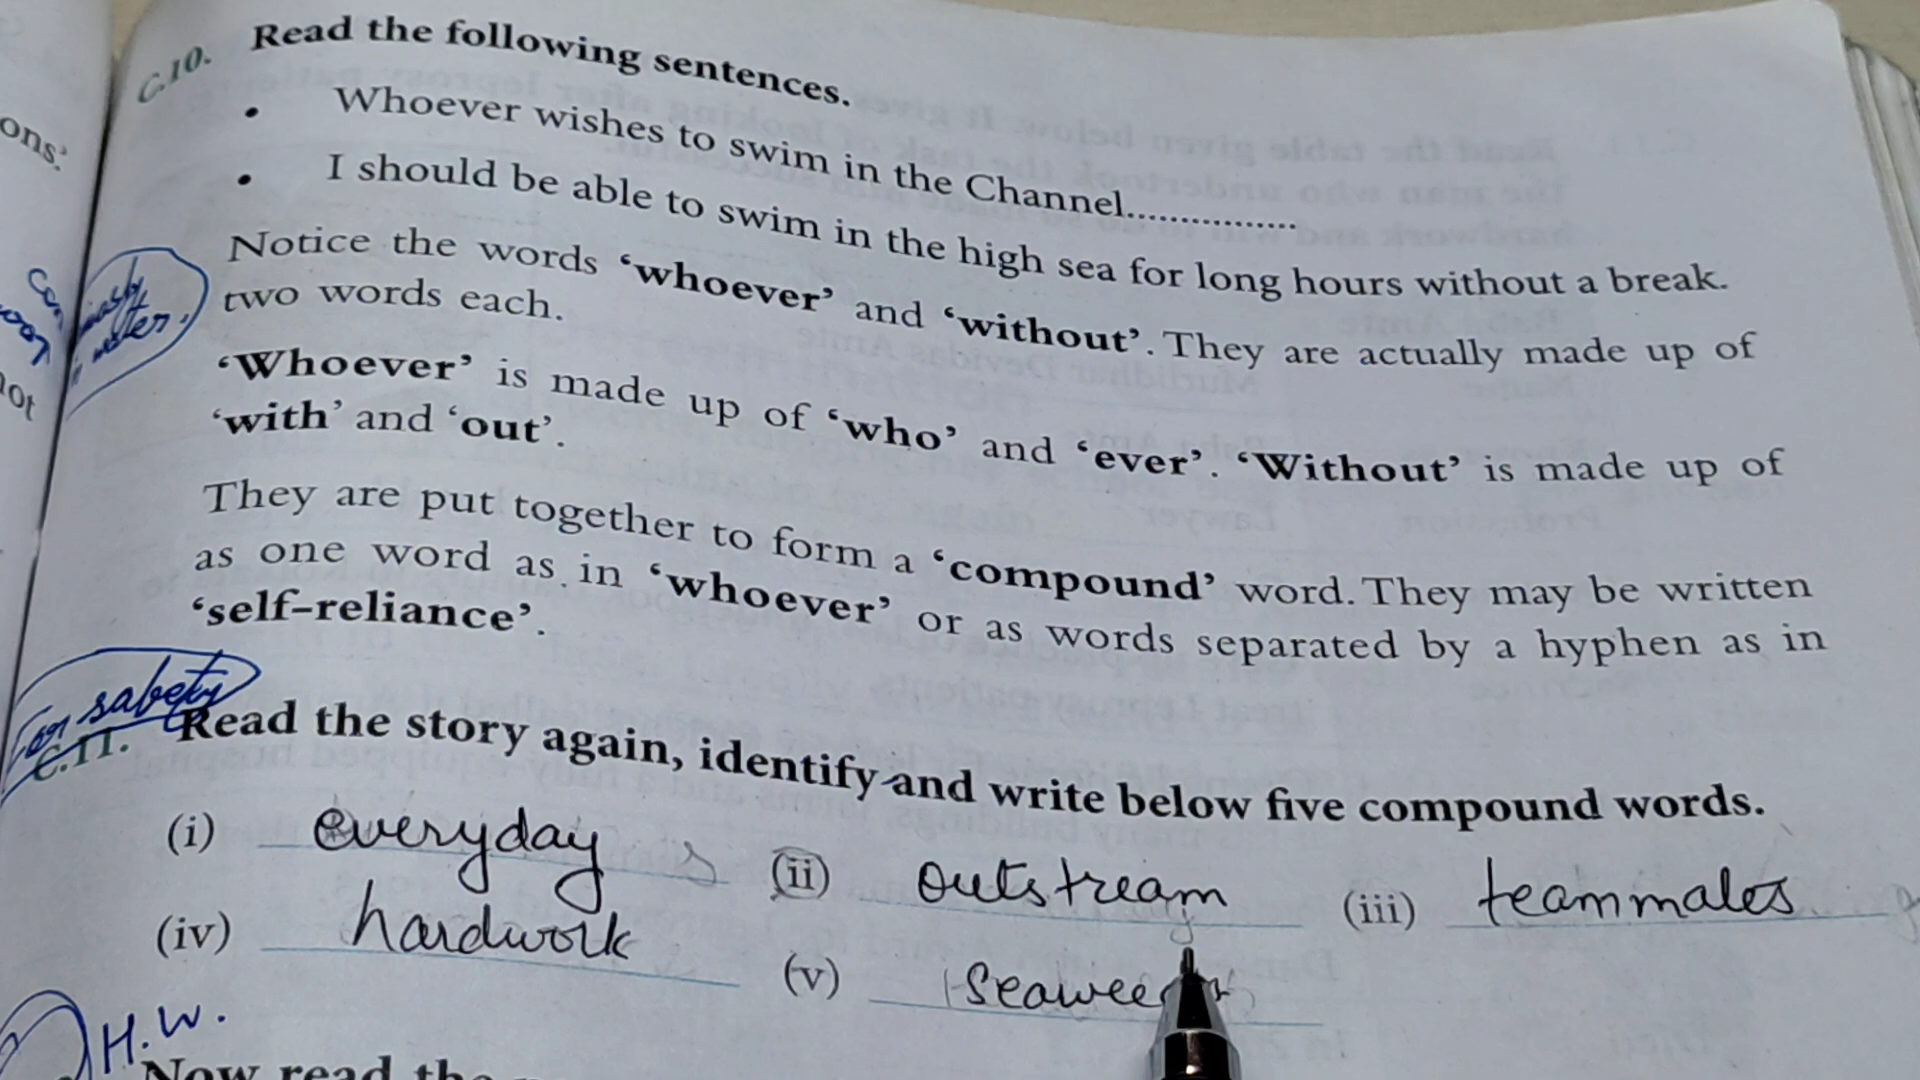 C.10. Read the following sentences.
• Whoever wishes to swim in the Channel................
• I should be able to swim in the high sea for long hours without a break.
Notice the words ‘whoever’ and ‘without’. They are actually made up of
two words each.
‘Whoever’ is made up of ‘who’ and ‘ever’. ‘Without’ is made up of
‘with’ and ‘out’.
They are put together to form a ‘compound’ word. They may be written
as one word as in ‘whoever’ or as words separated by a hyphen as in
‘self-reliance’.
C.11. Read the story again, identify and write below five compound words.
(i) everyday (ii) outstream (iii) teammates
(iv) hardwork (v)
H.W.
Now read the
ons: